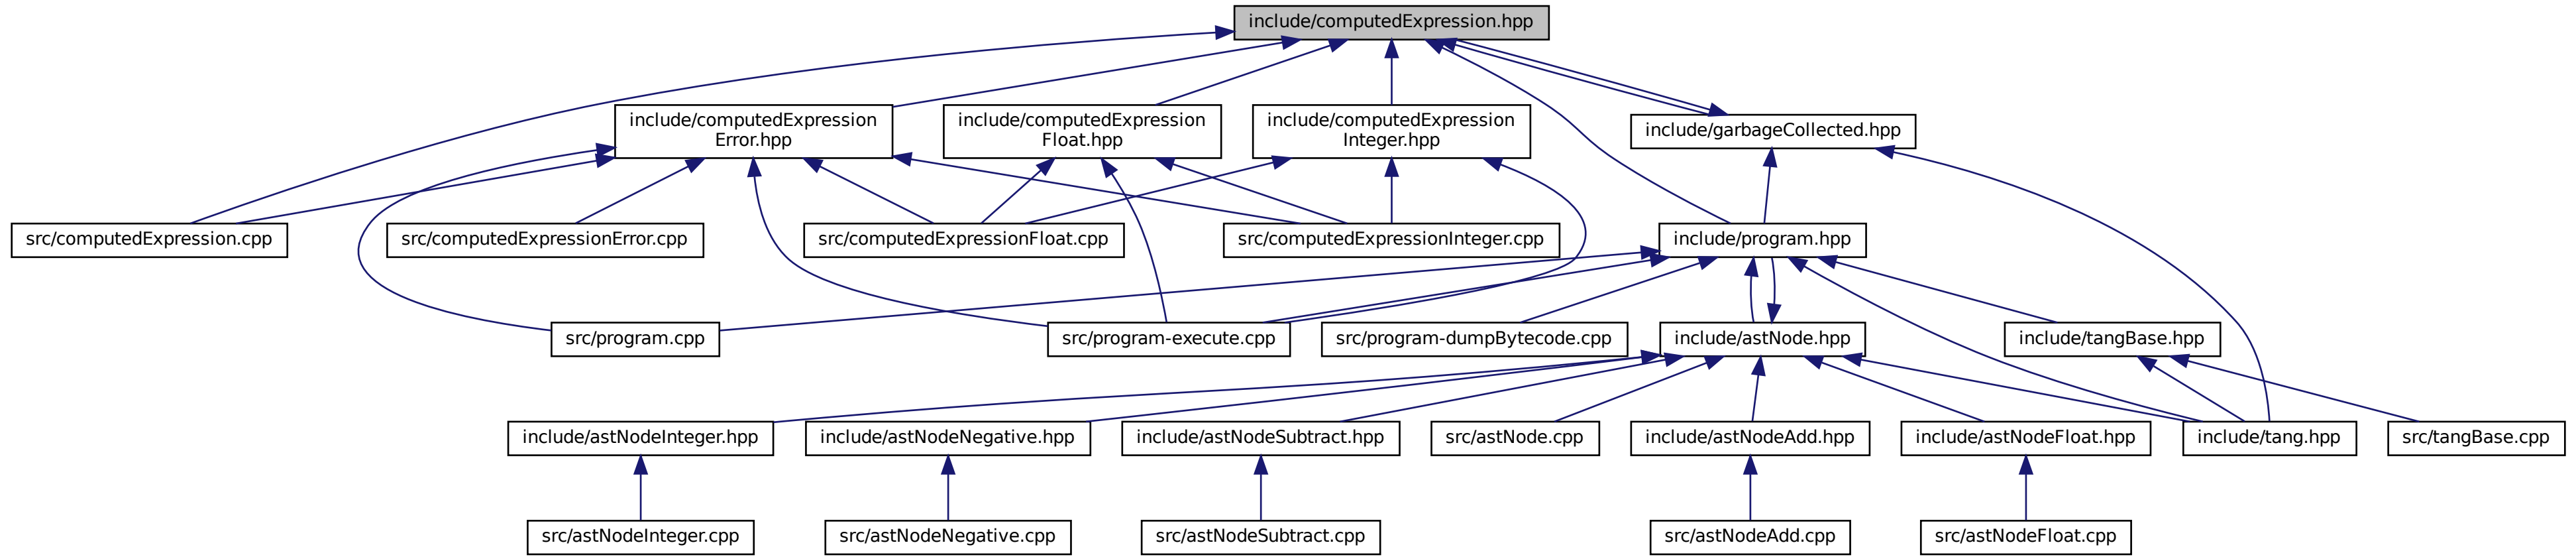 include/computedExpression.hpp
include/computedExpression
Error.hpp
include/computedExpression
Float.hpp
include/computedExpression
Integer.hpp
include/garbageCollected.hpp
src/computedExpression.cpp
src/computedExpressionError.cpp
src/computedExpressionFloat.cpp
src/computedExpressionInteger.cpp
include/program.hpp
src/program.cpp
src/program-execute.cpp
src/program-dumpBytecode.cpp
include/astNode.hpp
include/tangBase.hpp
include/astNodeInteger.hpp
include/astNodeNegative.hpp
include/astNodeSubtract.hpp
src/astNode.cpp
include/astNodeAdd.hpp
include/astNodeFloat.hpp
include/tang.hpp
src/tangBase.cpp
src/astNodeInteger.cpp
src/astNodeNegative.cpp
src/astNodeSubtract.cpp
src/astNodeAdd.cpp
src/astNodeFloat.cpp